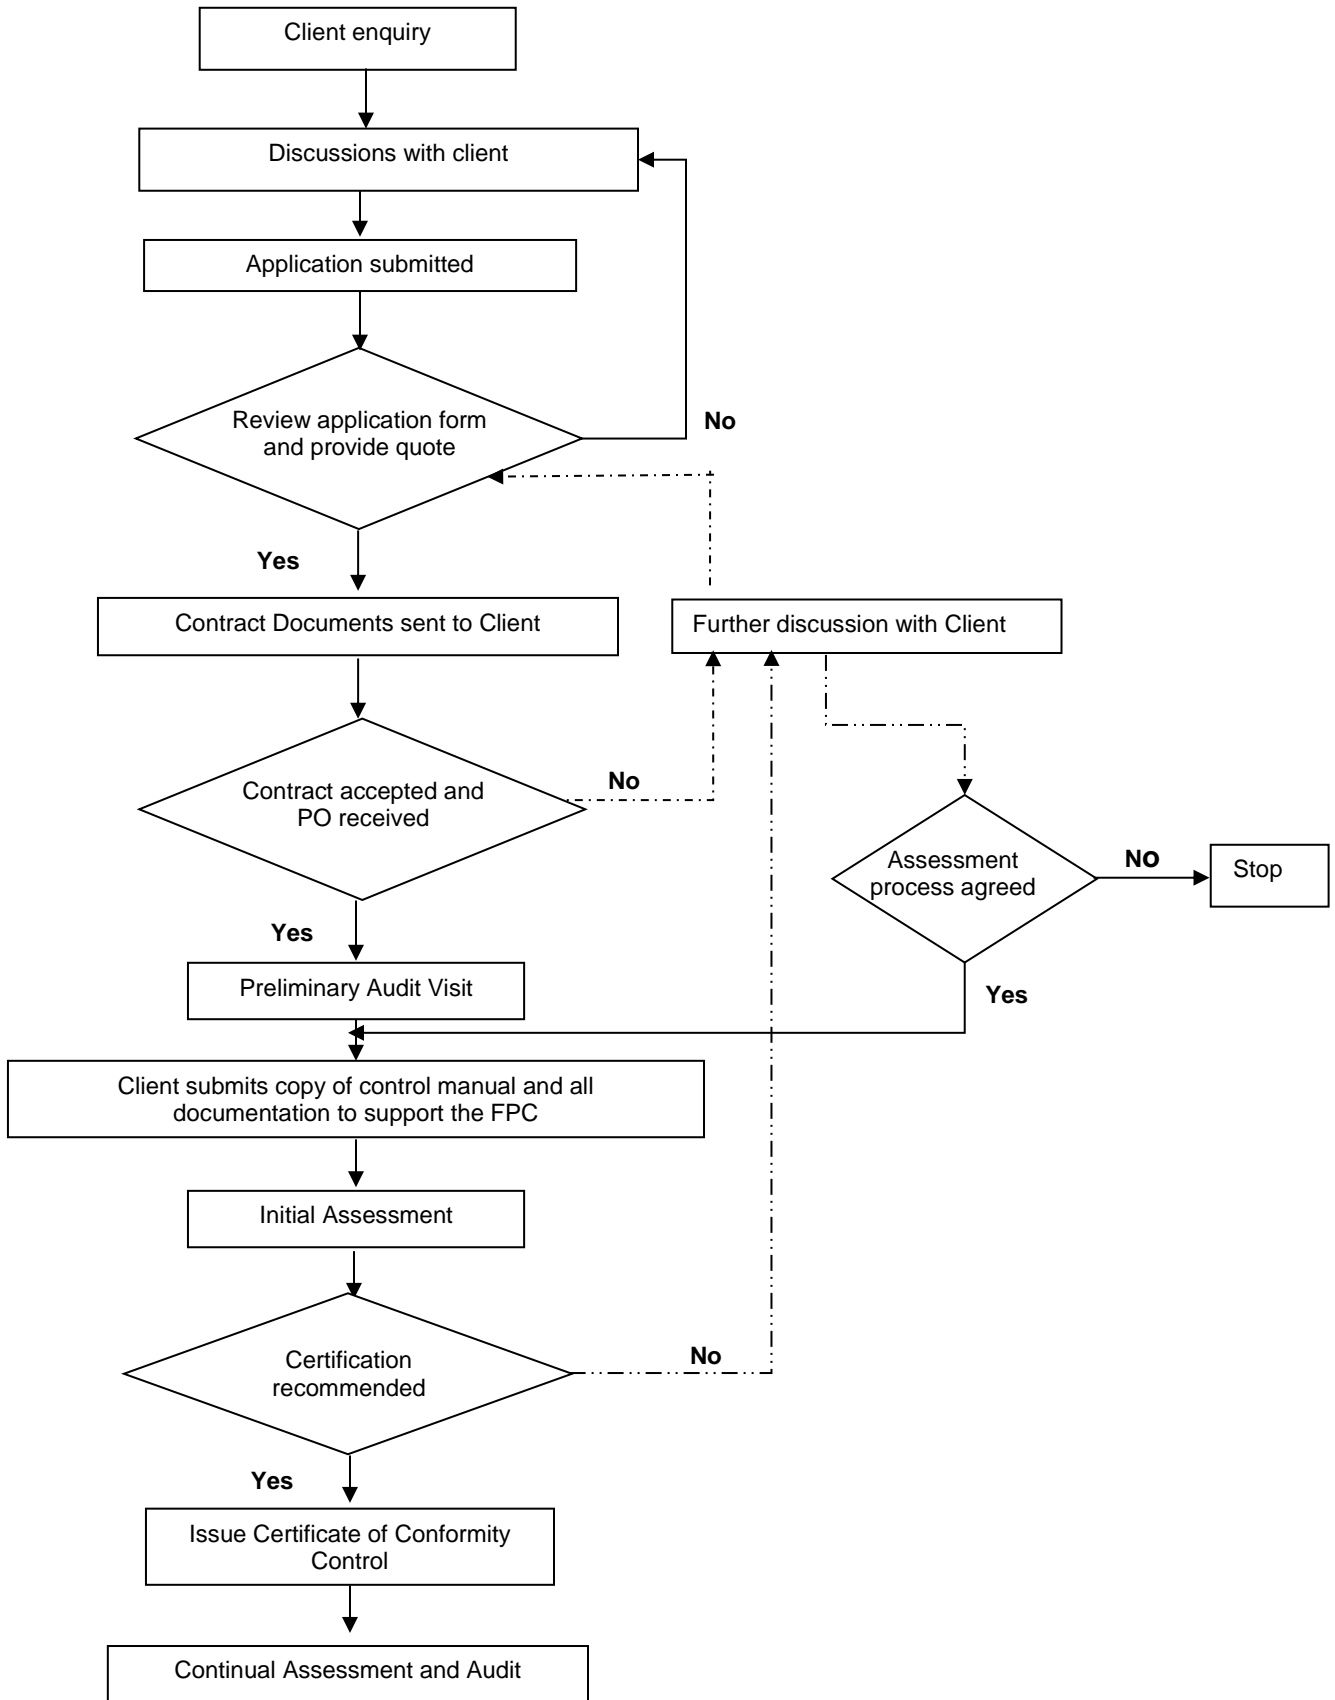 Client enquiry
Discussions with client
Application submitted
Review application form
and provide quote
No
Yes
Contract Documents sent to Client
Further discussion with Client
Contract accepted and
PO received
No
Assessment
process agreed
NO
Stop
Yes
Preliminary Audit Visit
Yes
Client submits copy of control manual and all
documentation to support the FPC
Initial Assessment
Certification
recommended
No
Yes
Issue Certificate of Conformity
Control
Continual Assessment and Audit